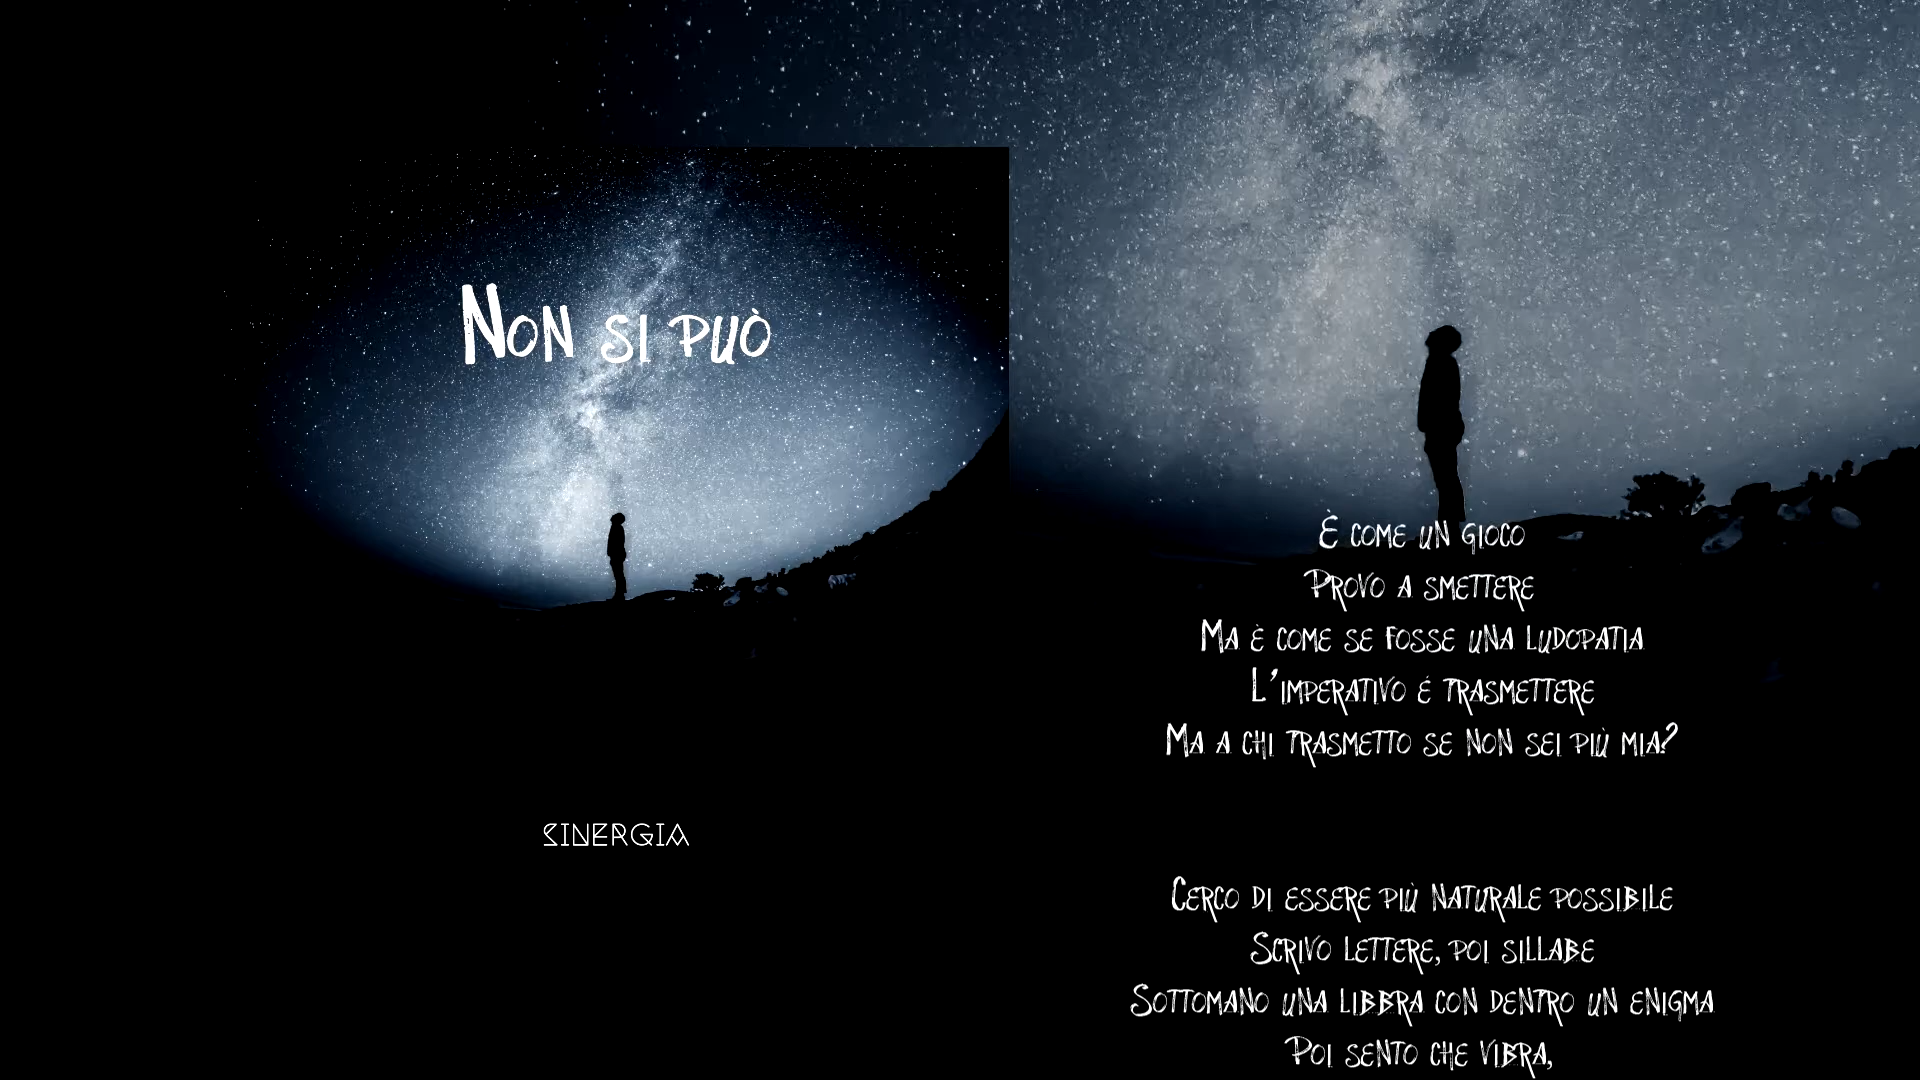 Non si può
SINERGIA
È come un gioco
Provo a smettere
Ma è come se fosse una ludopatia
L'imperativo é trasmettere
Ma a chi trasmetto se non sei più mia?
Cerco di essere più naturale possibile
Scrivo lettere, poi sillabe
Sottomano una libbra con dentro un enigma
Poi sento che vibra,